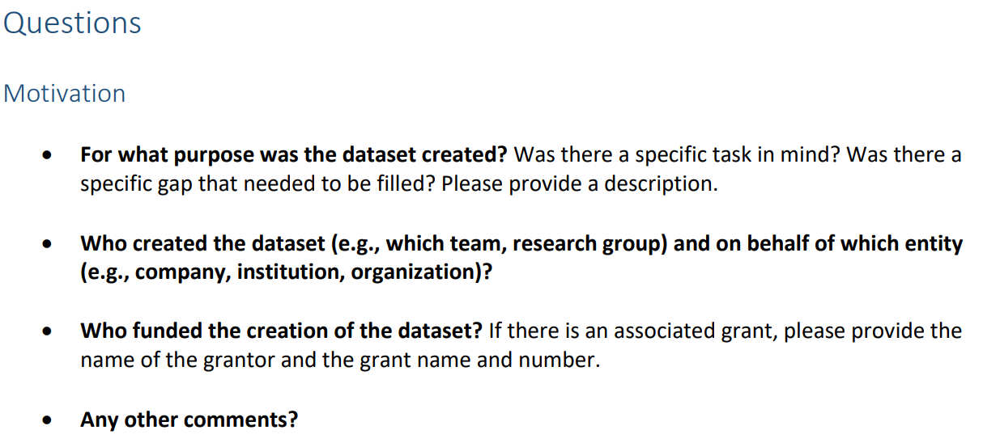 Questions
Motivation
• For what purpose was the dataset created? Was there a specific task in mind? Was there a
specific gap that needed to be filled? Please provide a description.
• Who created the dataset (e.g., which team, research group) and on behalf of which entity
(e.g., company, institution, organization)?
• Who funded the creation of the dataset? If there is an associated grant, please provide the
name of the grantor and the grant name and number.
• Any other comments?